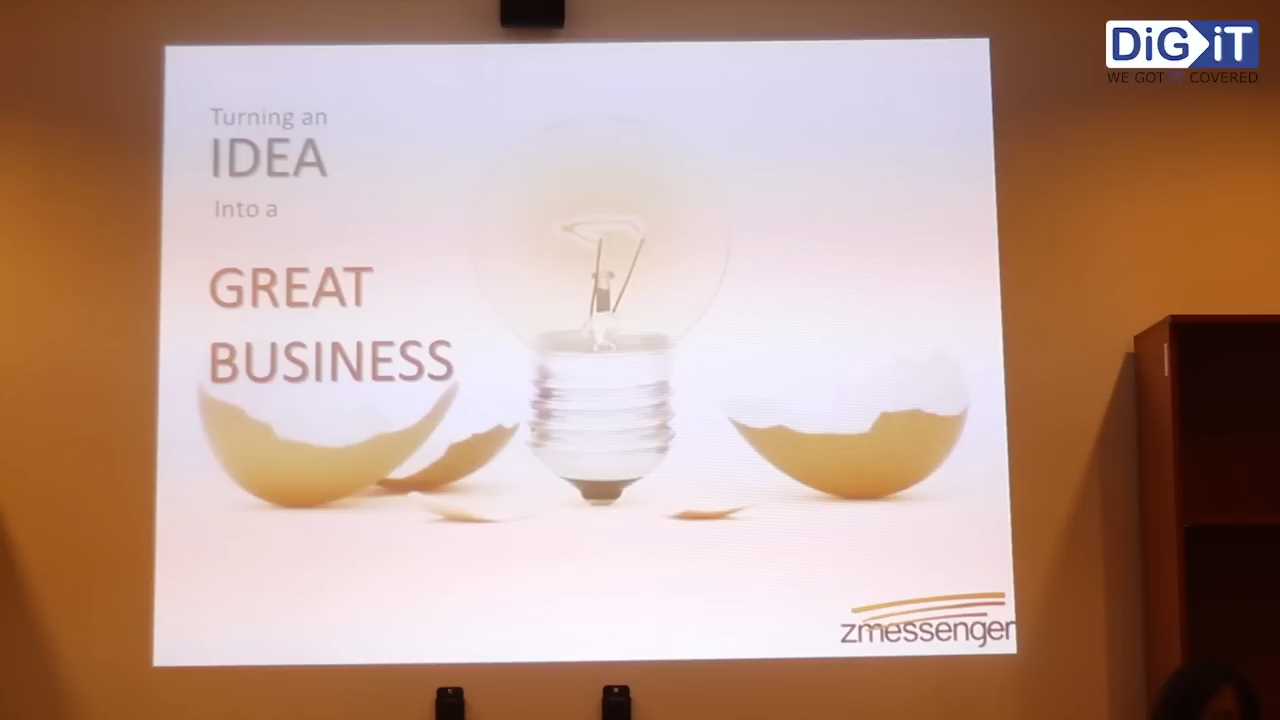 DiGiT
WE GOT IT COVERED
Turning an
IDEA
Into a
GREAT
BUSINESS
zmessenger